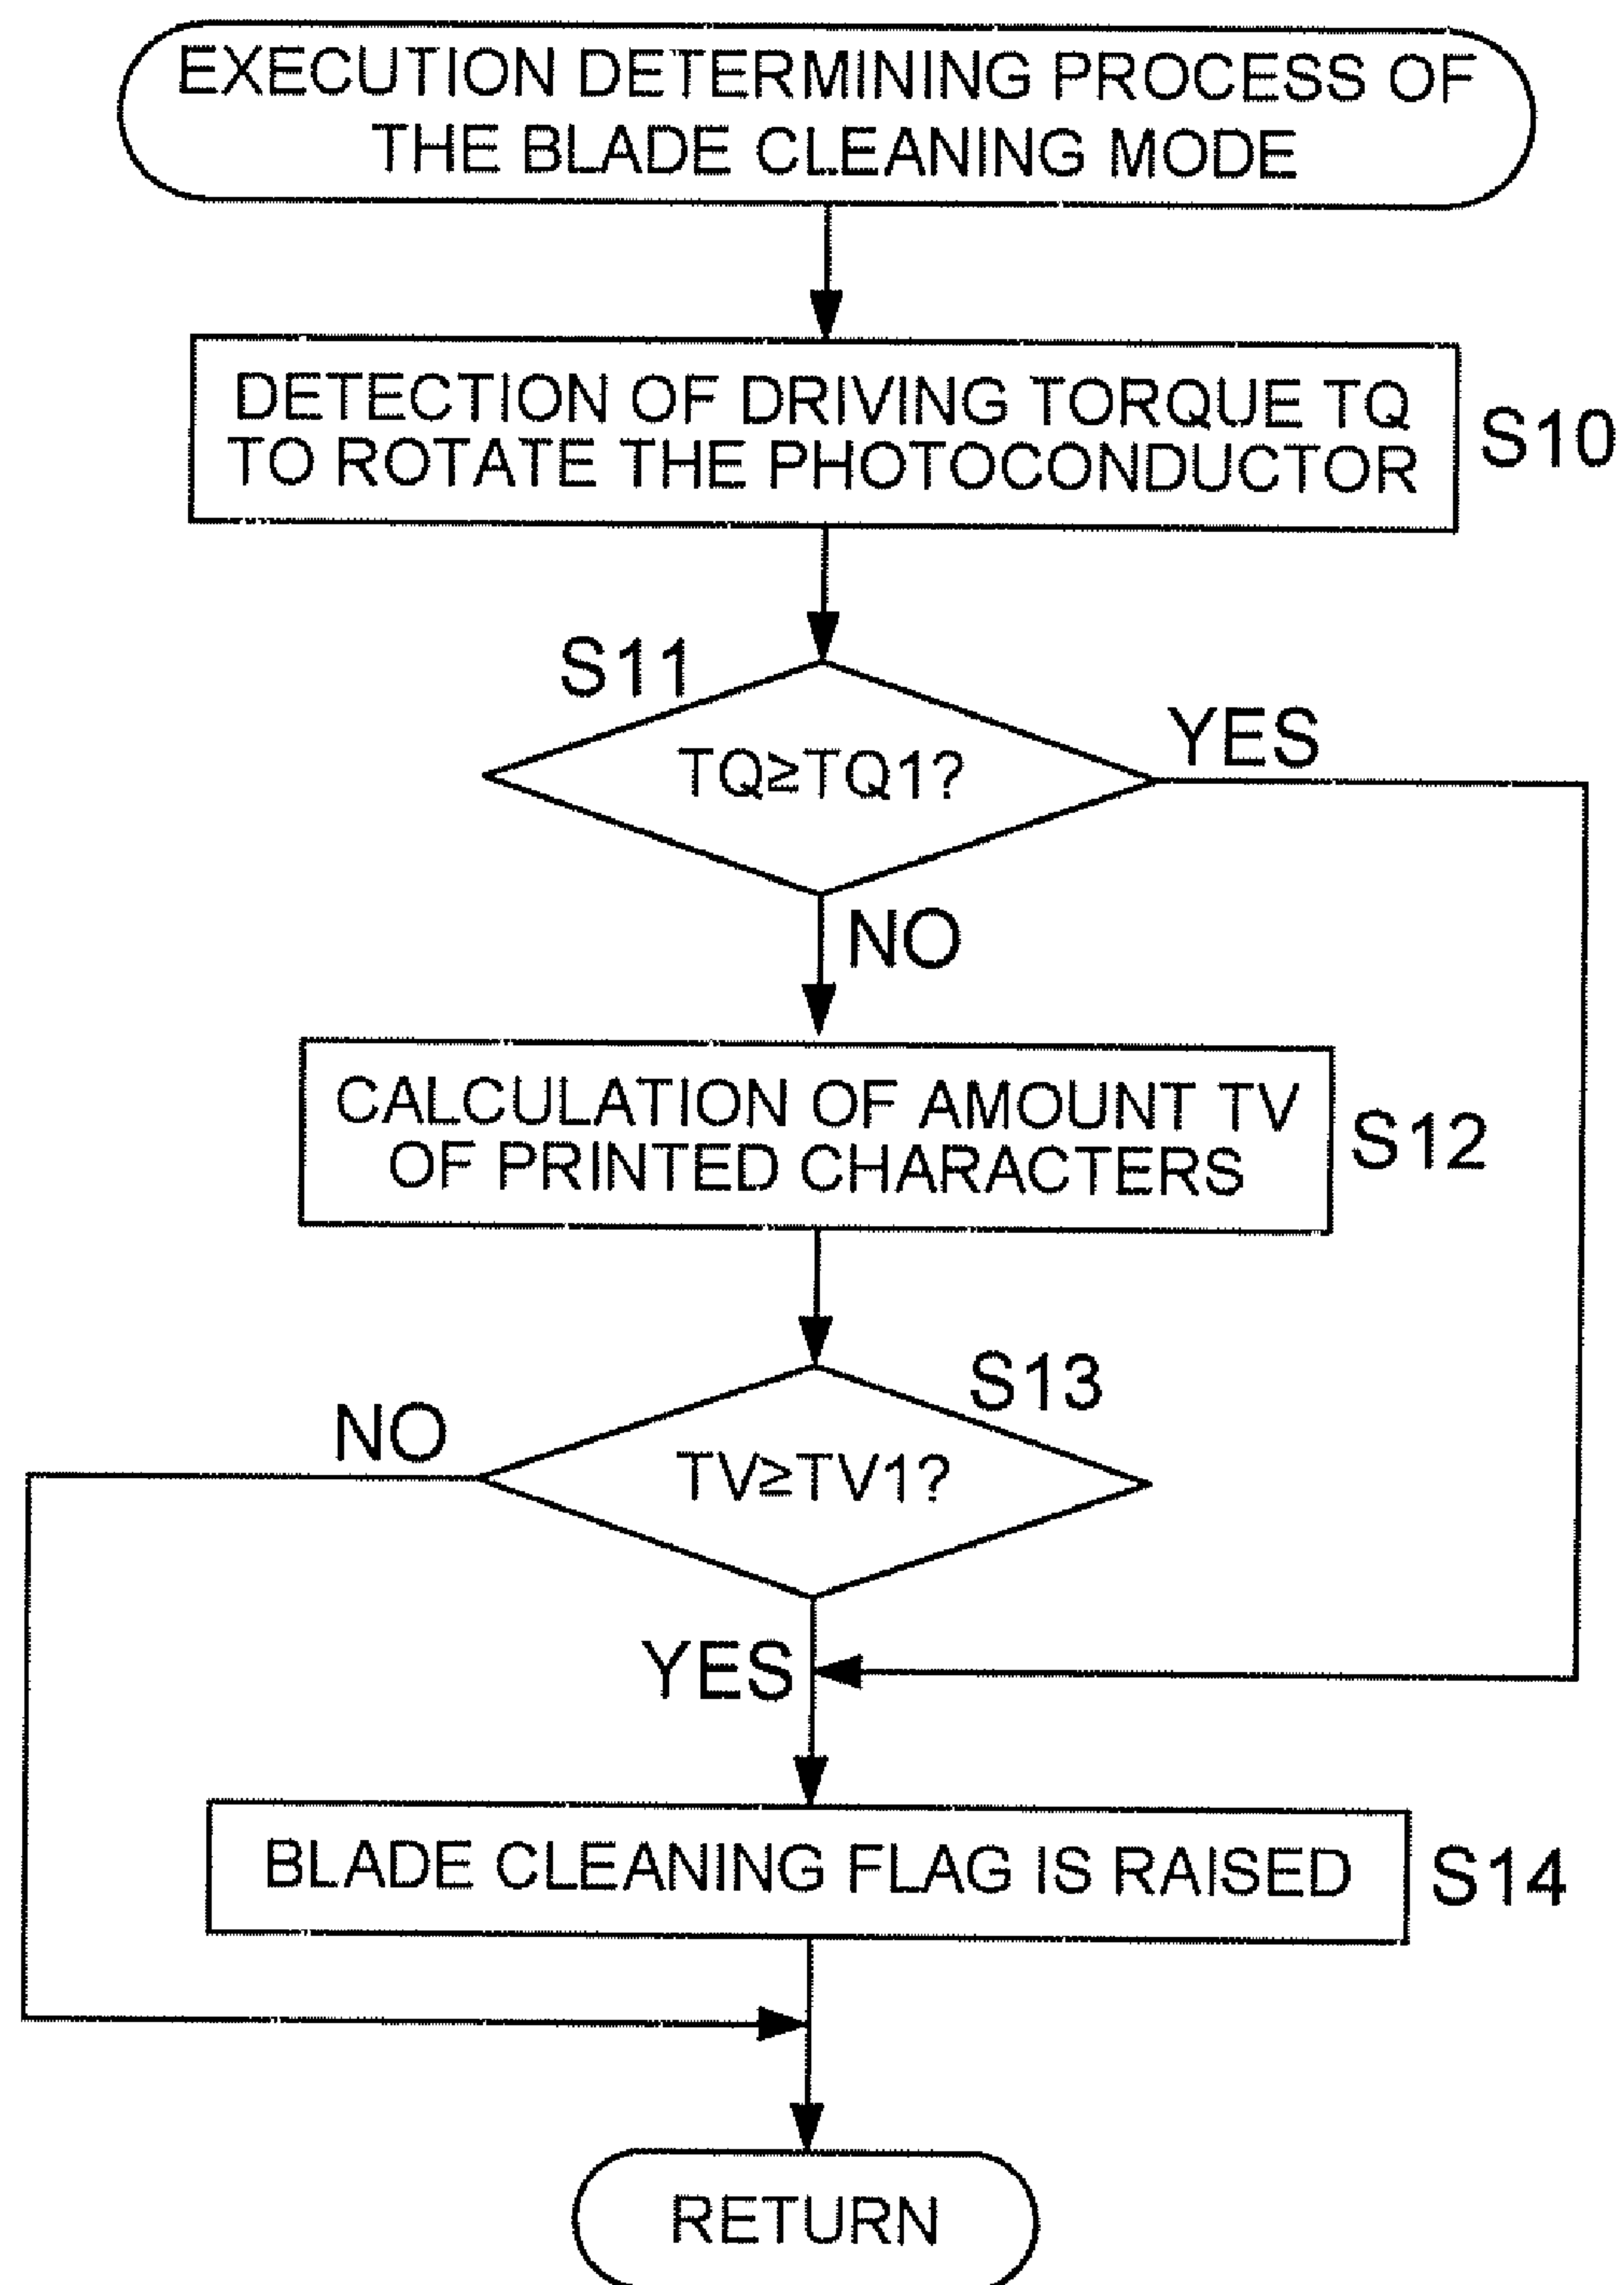 EXECUTION DETERMINING PROCESS OF
THE BLADE CLEANING MODE
DETECTION OF DRIVING TORQUE TQ
TO ROTATE THE PHOTOCONDUCTOR
S10
S11
TQ≥TQ1?
YES
NO
CALCULATION OF AMOUNT TV
OF PRINTED CHARACTERS
S12
S13
NO
TV≥TV1?
YES
BLADE CLEANING FLAG IS RAISED
S14
RETURN